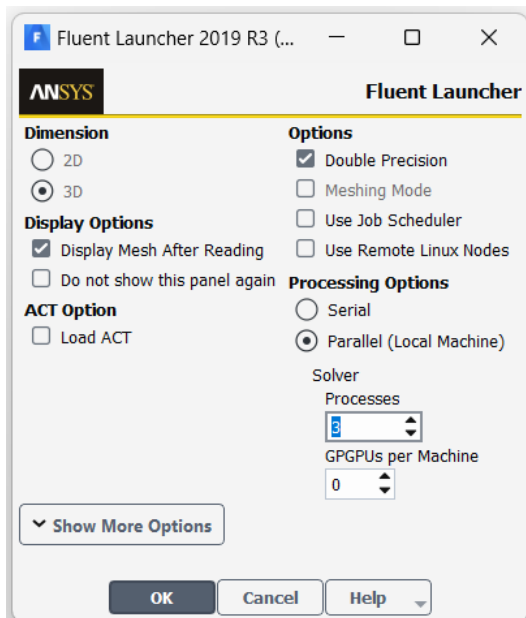 Fluent Launcher 2019 R3 (...
ANSYS
Fluent Launcher
Dimension
2D
3D
Display Options
Display Mesh After Reading
Do not show this panel again
ACT Option
Load ACT
Options
Double Precision
Meshing Mode
Use Job Scheduler
Use Remote Linux Nodes
Processing Options
Serial
Parallel (Local Machine)
Solver
Processes
3
GPGPUs per Machine
0
Show More Options
OK
Cancel
Help